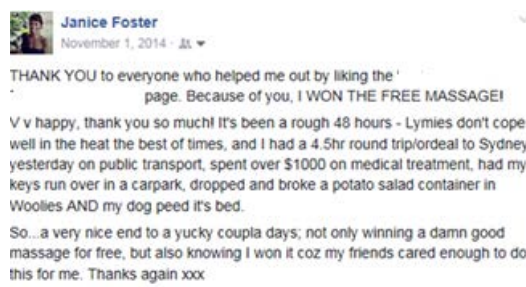 Janice Foster
November 1, 2014
THANK YOU to everyone who helped me out by liking the '
page. Because of you, I WON THE FREE MASSAGE!
V v happy, thank you so much! It's been a rough 48 hours - Lymies don't cope
well in the heat the best of times, and I had a 4.5hr round trip/ordeal to Sydney
yesterday on public transport, spent over $1000 on medical treatment, had my
keys run over in a carpark, dropped and broke a potato salad container in
Woolies AND my dog peed it's bed.
So...a very nice end to a yucky coupla days; not only winning a damn good
massage for free, but also knowing I won it coz my friends cared enough to do
this for me. Thanks again xxx